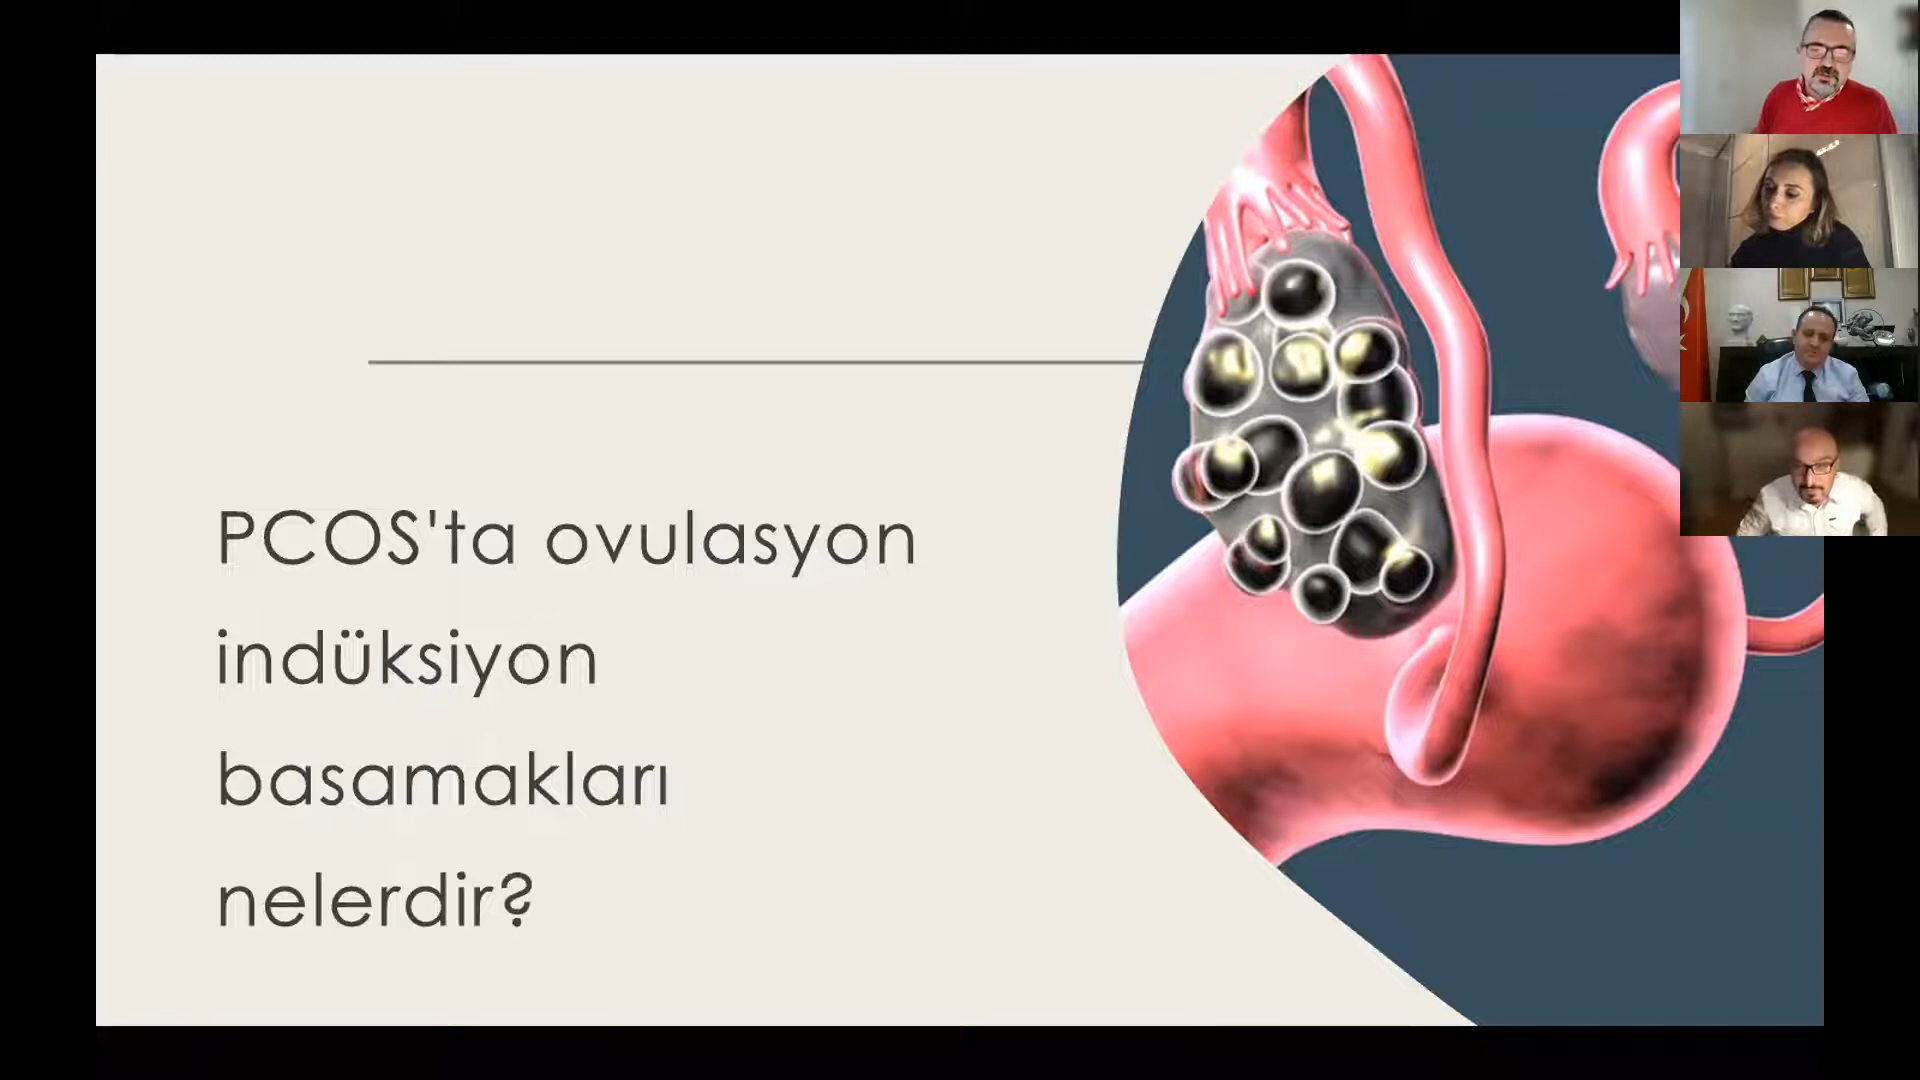 PCOS'ta ovulasyon
indüksiyon
basamakları
nelerdir?